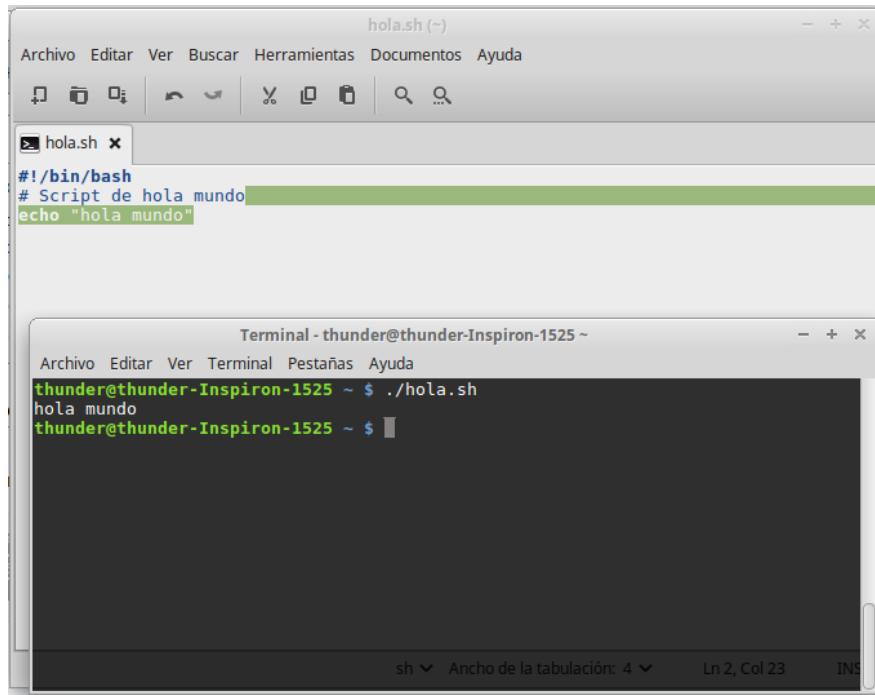 hola.sh (~)
Archivo Editar Ver Buscar Herramientas Documentos Ayuda
hola.sh
#!/bin/bash
# Script de hola mundo
echo "hola mundo"
Terminal - thunder@thunder-Inspiron-1525 ~
Archivo Editar Ver Terminal Pestañas Ayuda
thunder@thunder-Inspiron-1525 ~ $ ./hola.sh
hola mundo
thunder@thunder-Inspiron-1525 ~ $
sh Ancho de la tabulación: 4 Ln 2, Col 23 INS